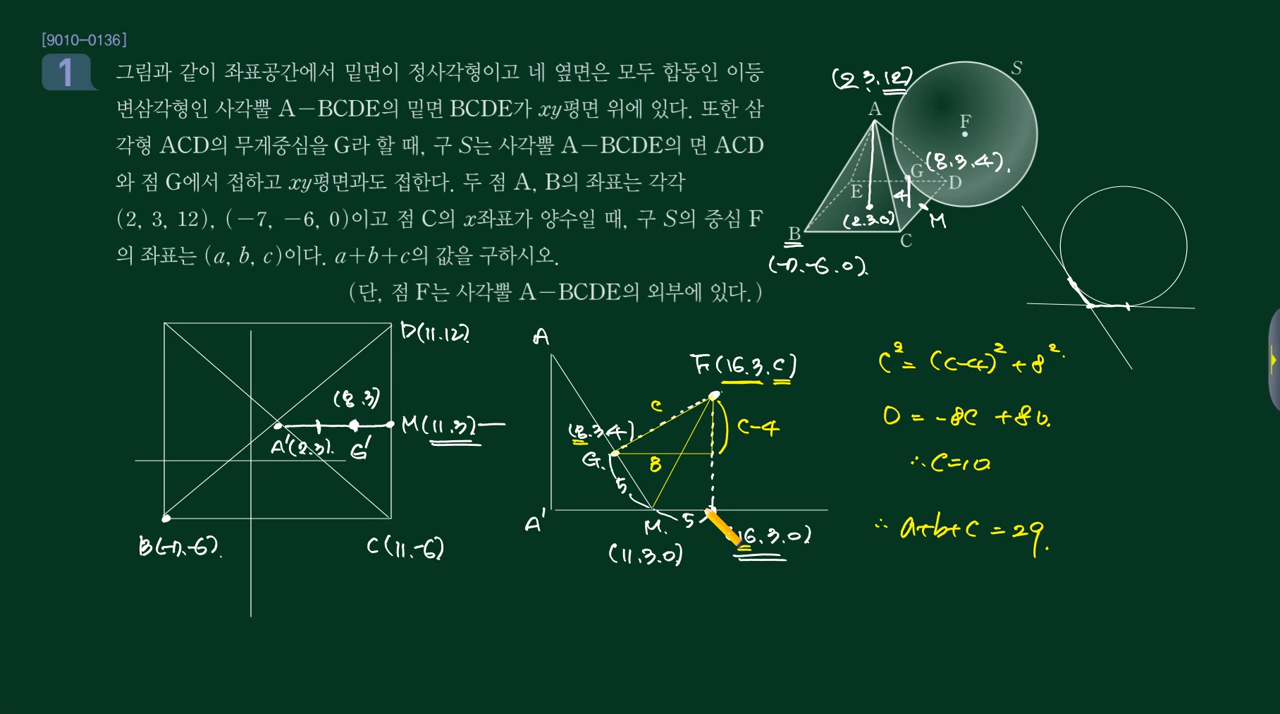 [9010-0136]
1
그림과 같이 좌표공간에서 밑면이 정사각형이고 네 옆면은 모두 합동인 이등
변삼각형인 사각뿔 A-BCDE의 밑면 BCDE가 xy평면 위에 있다. 또한 삼
각형 ACD의 무게중심을 G라 할 때, 구 S는 사각뿔 A-BCDE의 면 ACD
와 점 G에서 접하고 xy평면과도 접한다. 두 점 A, B의 좌표는 각각
(2, 3, 12), (-7, -6, 0)이고 점 C의 x좌표가 양수일 때, 구 S의 중심 F
의 좌표는 (a, b, c)이다. a+b+c의 값을 구하시오.
(단, 점 F는 사각뿔 A-BCDE의 외부에 있다.)
(2.3.12)
S
A
F
(8.3.4).
G
D
E
4
M
(2.3.0)
B
C
(-7.-6.0).
D(11.12).
(8.3)
M(11.3)
A'(2.3).
G'
B(-7.-6).
C(11.-6)
A
F(16.3.c)
c
c-4
(8.3.4)
G.
8
5
A'
M.
5
(16.3.0)
(11.3.0)
c² = (c-4)² + 8².
0 = -8c + 80.
∴ c=10
∴ a+b+c = 29.